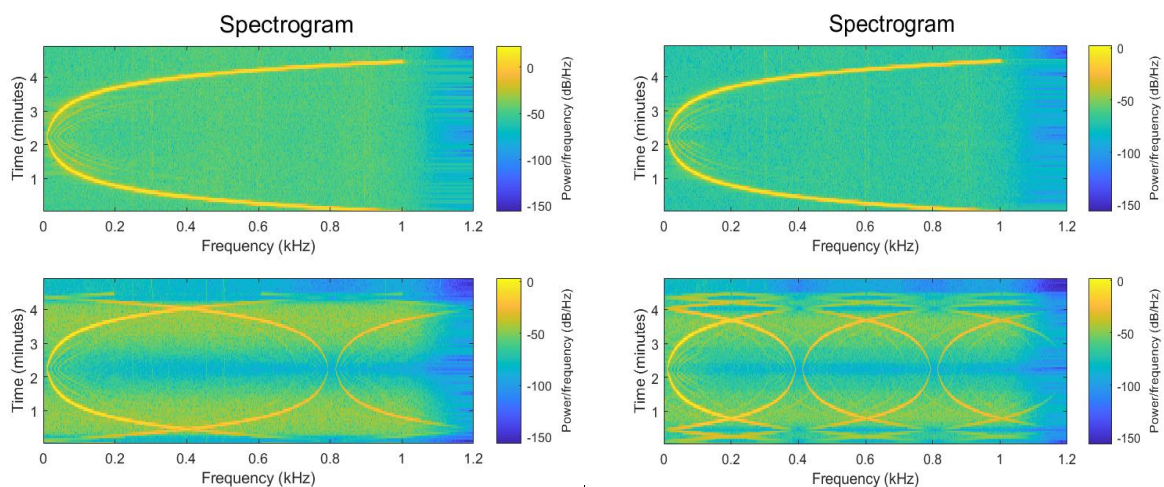 Spectrogram
Time (minutes)
4
3
2
1
0 0.2 0.4 0.6 0.8 1 1.2
Frequency (kHz)
0
-50
-100
-150
Power/frequency (dB/Hz)
Spectrogram
Time (minutes)
4
3
2
1
0 0.2 0.4 0.6 0.8 1 1.2
Frequency (kHz)
0
-50
-100
-150
Power/frequency (dB/Hz)
Time (minutes)
4
3
2
1
0 0.2 0.4 0.6 0.8 1 1.2
Frequency (kHz)
0
-50
-100
-150
Power/frequency (dB/Hz)
Time (minutes)
4
3
2
1
0 0.2 0.4 0.6 0.8 1 1.2
Frequency (kHz)
0
-50
-100
-150
Power/frequency (dB/Hz)